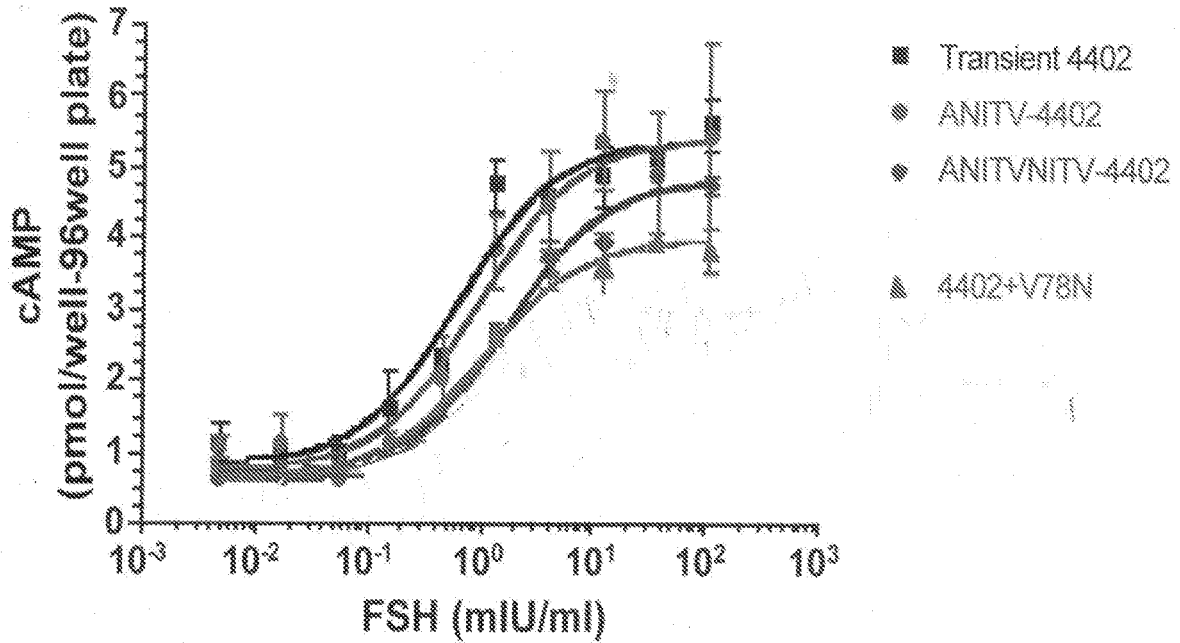 cAMP
(pmol/well-96well plate)
7
6
5
4
3
2
1
0
10-3
10-2
10-1
100
101
102
103
FSH (mIU/ml)
Transient 4402
ANITV-4402
ANITVNITV-4402
4402+V78N